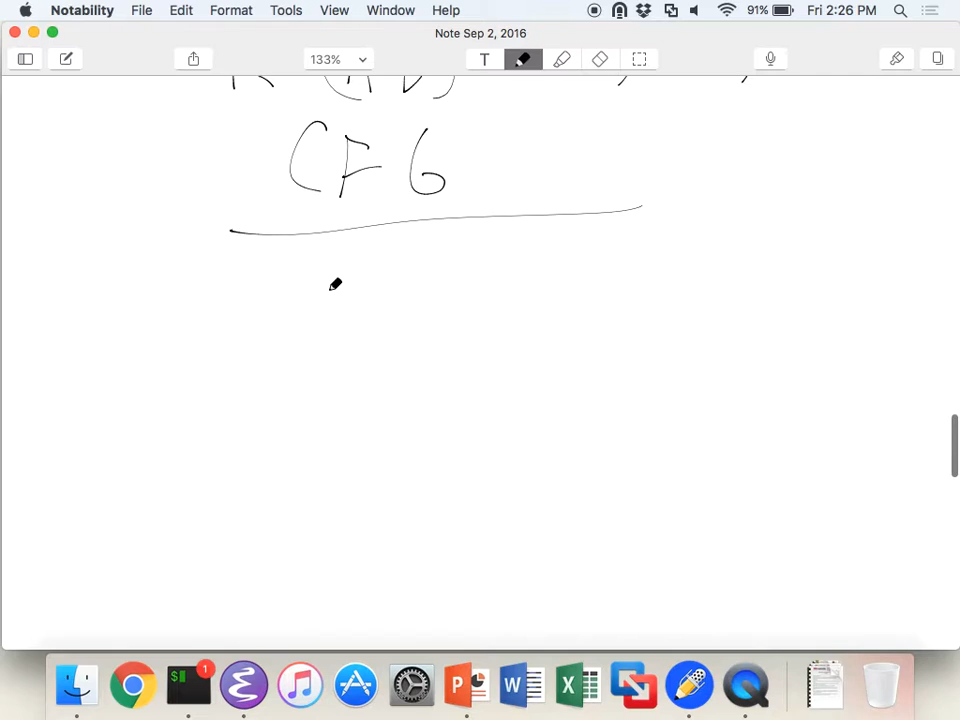 Notability File Edit Format Tools View Window Help 91% Fri 2:26 PM
Note Sep 2, 2016
133% T
CFG
$ 1 P W X